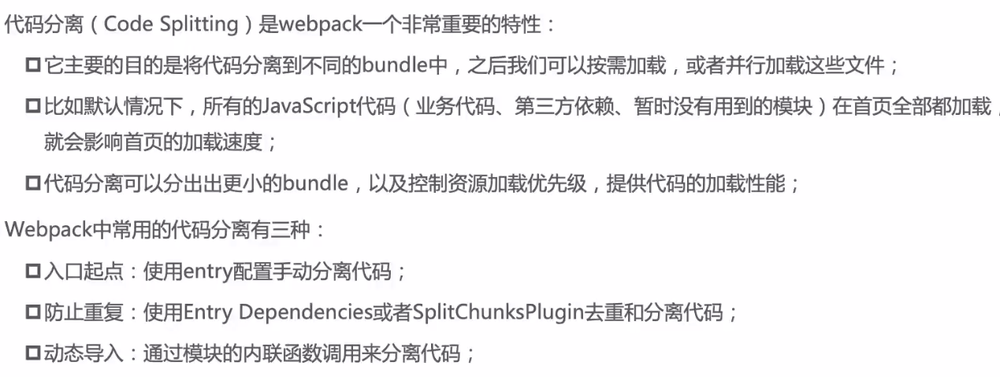 代码分离（Code Splitting）是webpack一个非常重要的特性：
它主要的目的是将代码分离到不同的bundle中，之后我们可以按需加载，或者并行加载这些文件；
比如默认情况下，所有的JavaScript代码（业务代码、第三方依赖、暂时没有用到的模块）在首页全部都加载，
就会影响首页的加载速度；
代码分离可以分出出更小的bundle，以及控制资源加载优先级，提供代码的加载性能；
Webpack中常用的代码分离有三种：
入口起点：使用entry配置手动分离代码；
防止重复：使用Entry Dependencies或者SplitChunksPlugin去重和分离代码；
动态导入：通过模块的内联函数调用来分离代码；